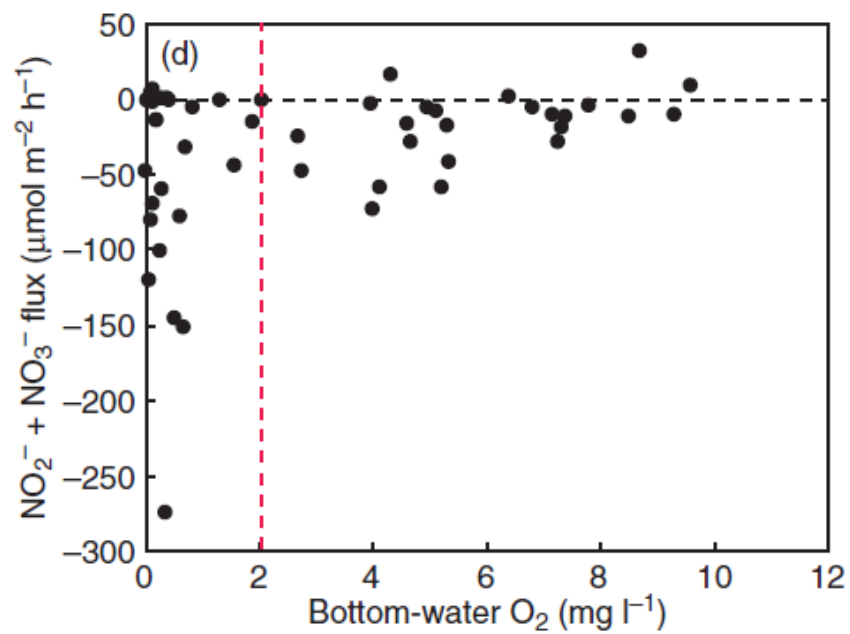 (d)
50
0
−50
−100
−150
−200
−250
−300
NO₂⁻ + NO₃⁻ flux (μmol m⁻² h⁻¹)
0 2 4 6 8 10 12
Bottom-water O₂ (mg l⁻¹)